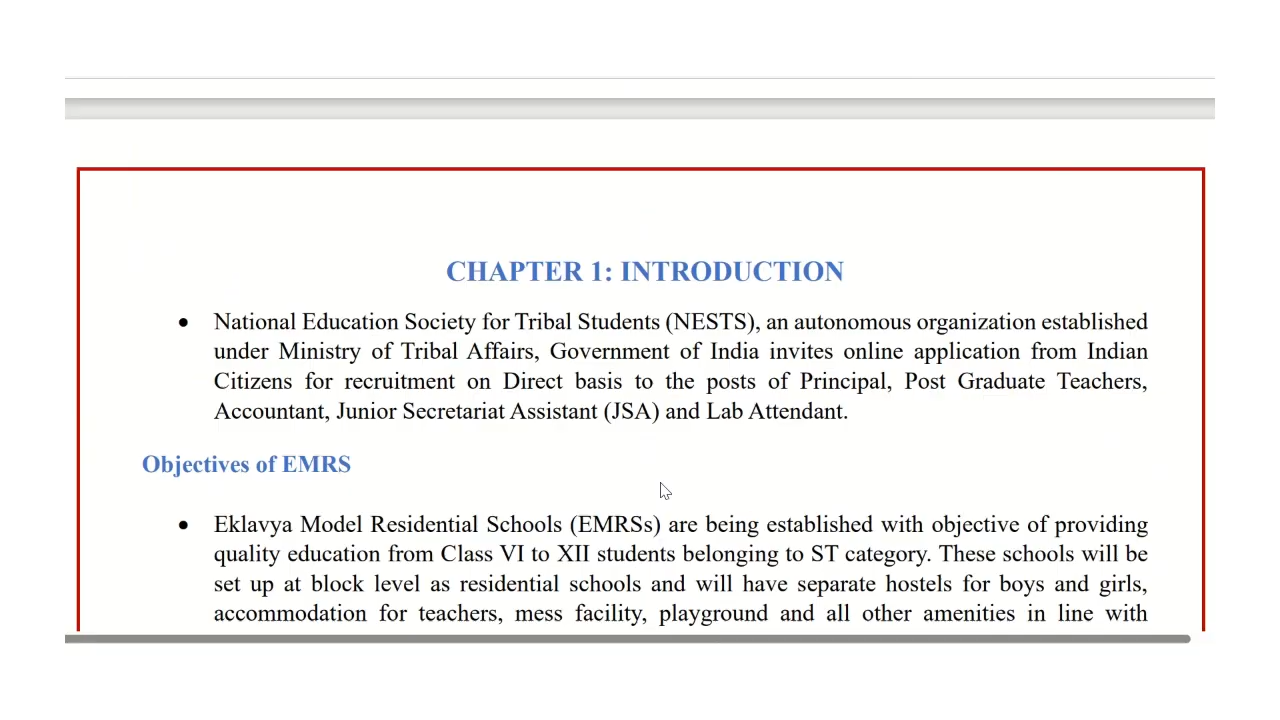 CHAPTER 1: INTRODUCTION
• National Education Society for Tribal Students (NESTS), an autonomous organization established
under Ministry of Tribal Affairs, Government of India invites online application from Indian
Citizens for recruitment on Direct basis to the posts of Principal, Post Graduate Teachers,
Accountant, Junior Secretariat Assistant (JSA) and Lab Attendant.
Objectives of EMRS
• Eklavya Model Residential Schools (EMRSs) are being established with objective of providing
quality education from Class VI to XII students belonging to ST category. These schools will be
set up at block level as residential schools and will have separate hostels for boys and girls,
accommodation for teachers, mess facility, playground and all other amenities in line with